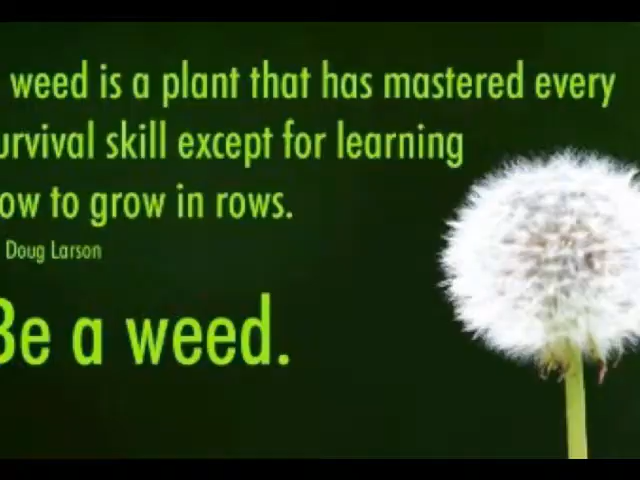 weed is a plant that has mastered every
urvival skill except for learning
ow to grow in rows.
Doug Larson
Be a weed.